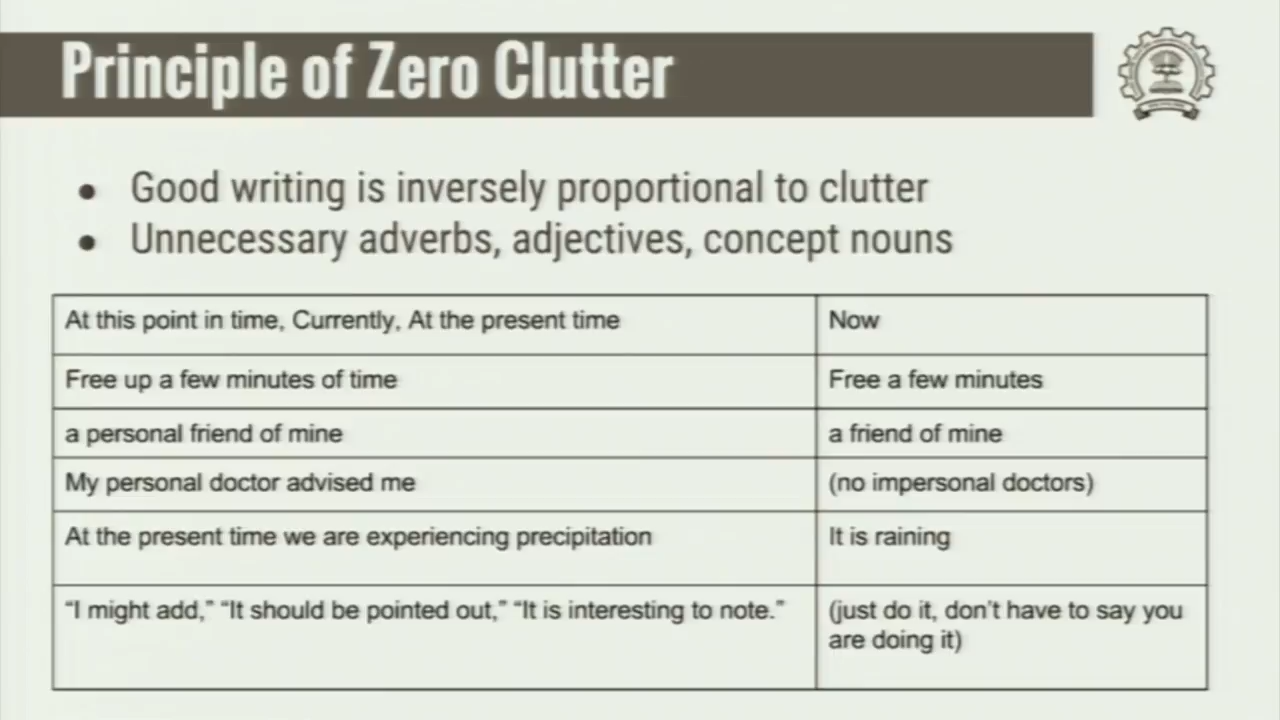 Principle of Zero Clutter
● Good writing is inversely proportional to clutter
● Unnecessary adverbs, adjectives, concept nouns
At this point in time, Currently, At the present time
Now
Free up a few minutes of time
Free a few minutes
a personal friend of mine
a friend of mine
My personal doctor advised me
(no impersonal doctors)
At the present time we are experiencing precipitation
It is raining
“I might add,” “It should be pointed out,” “It is interesting to note.”
(just do it, don’t have to say you
are doing it)